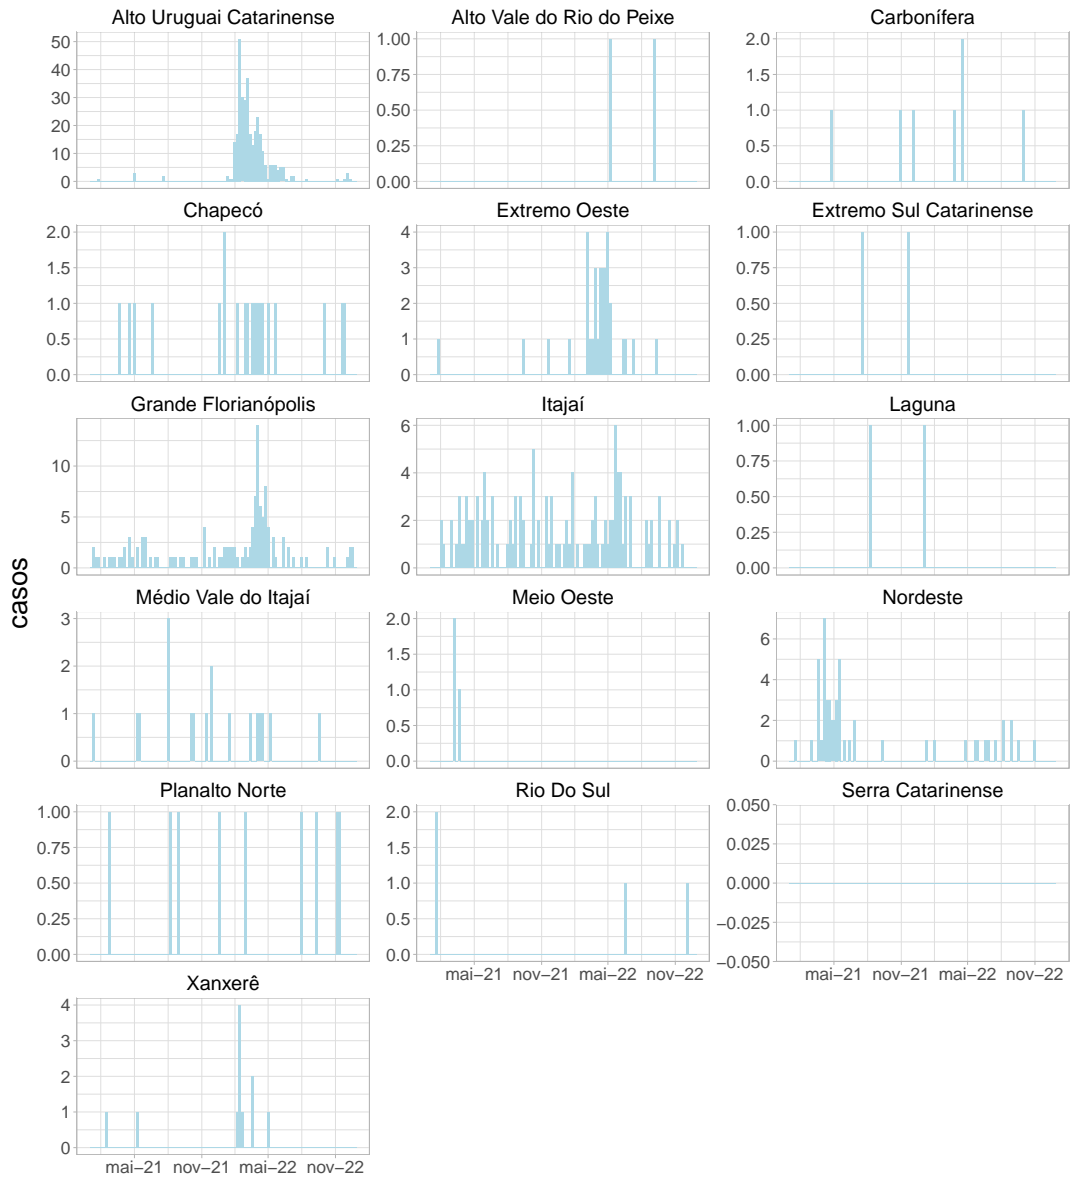 Alto Uruguai Catarinense Alto Vale do Rio do Peixe Carbonífera
50 1.00 2.0
40 0.75 1.5
30 0.50 1.0
20 0.25 0.5
10 0.00 0.0
0
Chapecó Extremo Oeste Extremo Sul Catarinense
2.0 4 1.00
1.5 3 0.75
1.0 2 0.50
0.5 1 0.25
0.0 0 0.00
Grande Florianópolis Itajaí Laguna
10 6 1.00
5 4 0.75
0 2 0.50
0 0.25
0.00
casos
Médio Vale do Itajaí Meio Oeste Nordeste
3 2.0 6
2 1.5 4
1 1.0 2
0 0.5 0
0.0
Planalto Norte Rio Do Sul Serra Catarinense
1.00 2.0 0.050
0.75 1.5 0.025
0.50 1.0 0.000
0.25 0.5 −0.025
0.00 0.0 −0.050
mai−21 nov−21 mai−22 nov−22 mai−21 nov−21 mai−22 nov−22
Xanxerê
4
3
2
1
0
mai−21 nov−21 mai−22 nov−22